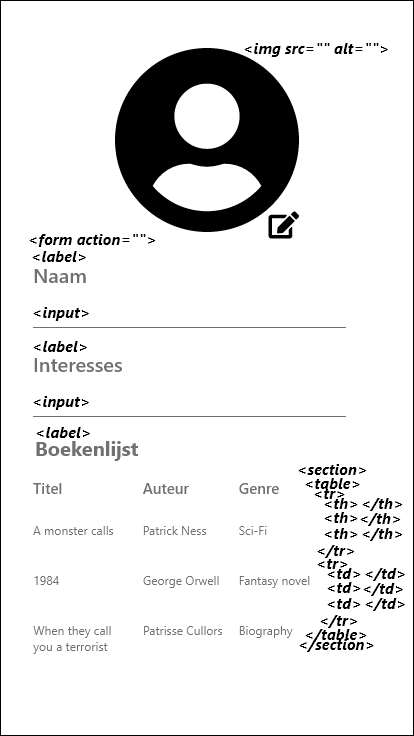 <img src="" alt="">
<form action="">
<label>
Naam
<input>
<label>
Interesses
<input>
<label>
Boekenlijst
<section>
<table>
<tr>
Titel Auteur Genre
<th> </th>
<th> </th>
<th> </th>
A monster calls Patrick Ness Sci-Fi
</tr>
<tr>
<td> </td>
1984 George Orwell Fantasy novel
<td> </td>
<td> </td>
</tr>
When they call Patrisse Cullors Biography
</table>
you a terrorist
</section>